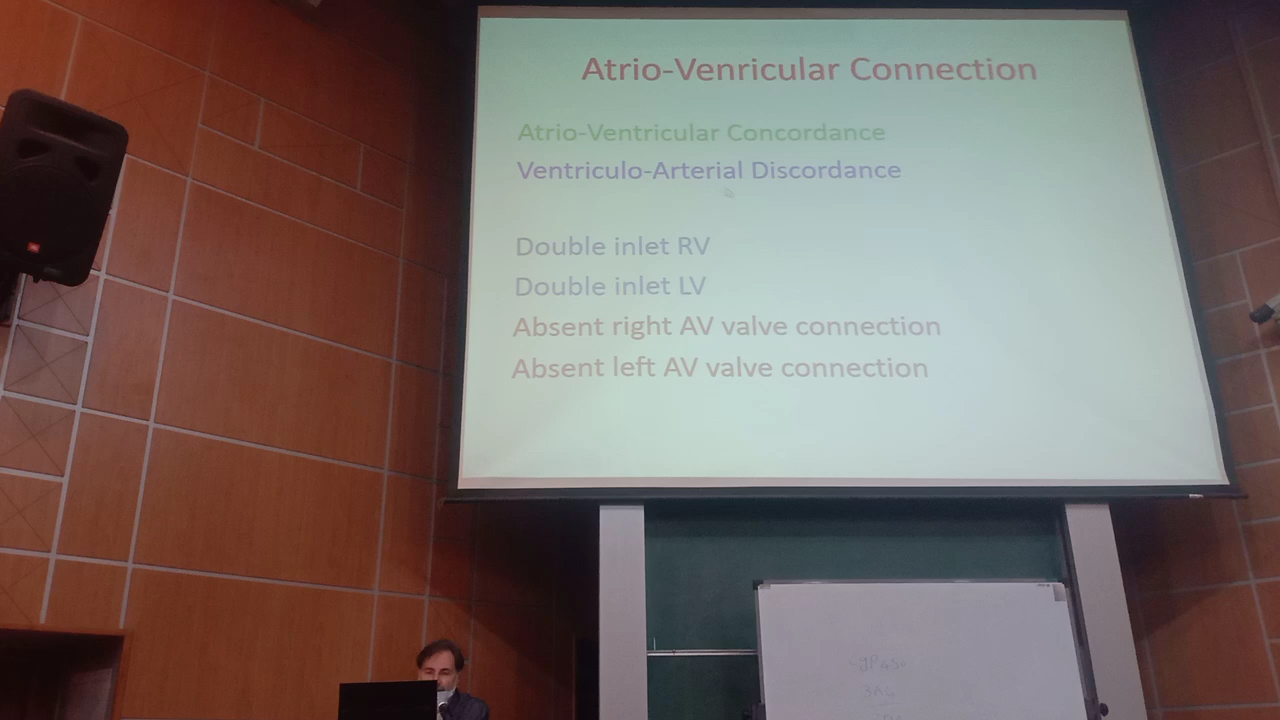 Atrio-Venricular Connection
Atrio-Ventricular Concordance
Ventriculo-Arterial Discordance
Double inlet RV
Double inlet LV
Absent right AV valve connection
Absent left AV valve connection
3A4